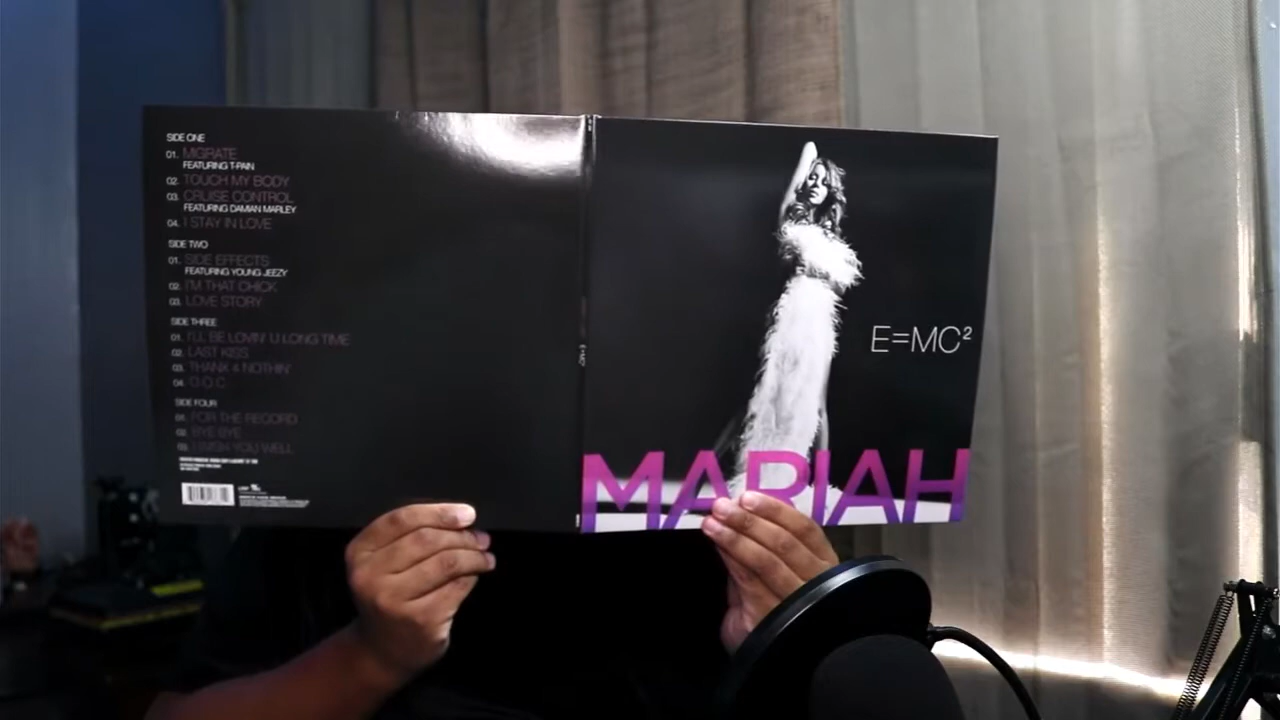 SIDE ONE
01. MIGRATE
FEATURING T-PAIN
02. TOUCH MY BODY
03. CRUISE CONTROL
FEATURING DAMIAN MARLEY
04. I STAY IN LOVE
SIDE TWO
01. SIDE EFFECTS
FEATURING YOUNG JEEZY
02. I'M THAT CHICK
03. LOVE STORY
SIDE THREE
01. I'LL BE LOVIN' U LONG TIME
02. LAST KISS
03. THANX 4 NOTHIN'
04. O.O.C.
SIDE FOUR
01. FOR THE RECORD
02. BYE BYE
03. I WISH YOU WELL
E=MC²
MARIAH